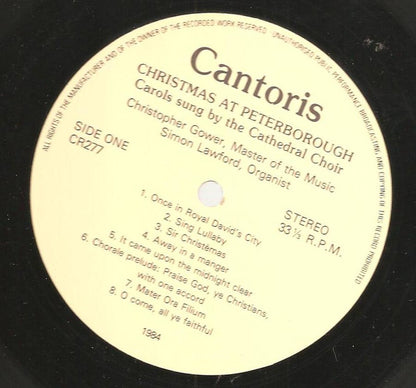 ALL RIGHTS OF THE MANUFACTURER AND OF THE OWNER OF THE RECORDED WORK RESERVED UNAUTHORISED PUBLIC PERFORMANCE BROADCASTING AND COPYING OF THIS RECORD PROHIBITED
Cantoris
CHRISTMAS AT PETERBOROUGH
Carols sung by the Cathedral Choir
Christopher Gower, Master of the Music
Simon Lawford, Organist
SIDE ONE
CR277
STEREO
33⅓ R.P.M.
1. Once in Royal David's City
2. Sing Lullaby
3. Sir Christèmas
4. Away in a manger
5. It came upon the midnight clear
6. Chorale prelude: Praise God, ye Christians,
with one accord
7. Mater Ora Filium
8. O come, all ye faithful
1984